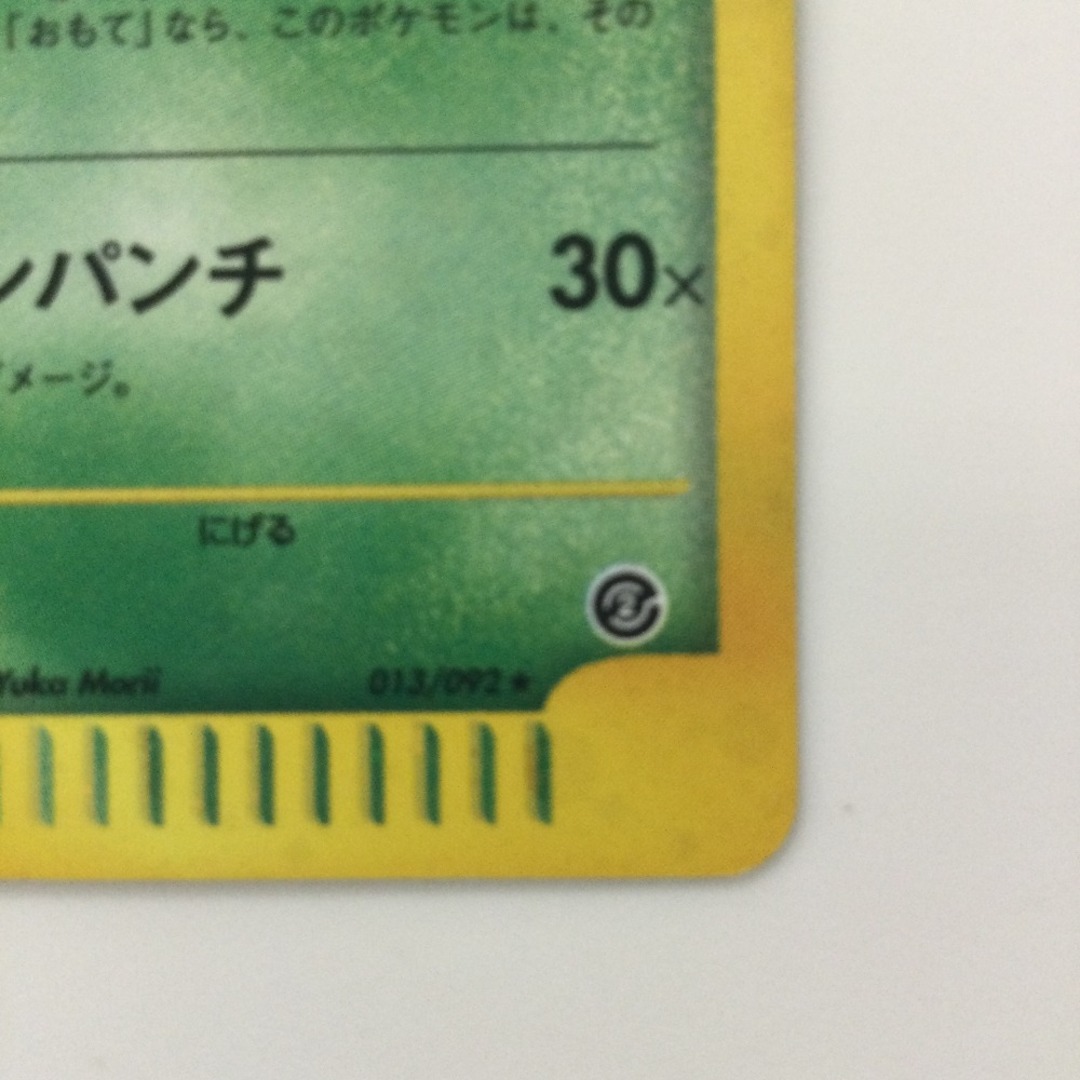 「おもて」なら、このポケモンは、その
ンパンチ 30×
メージ。
にげる
Yuka Morii 013/092 ★